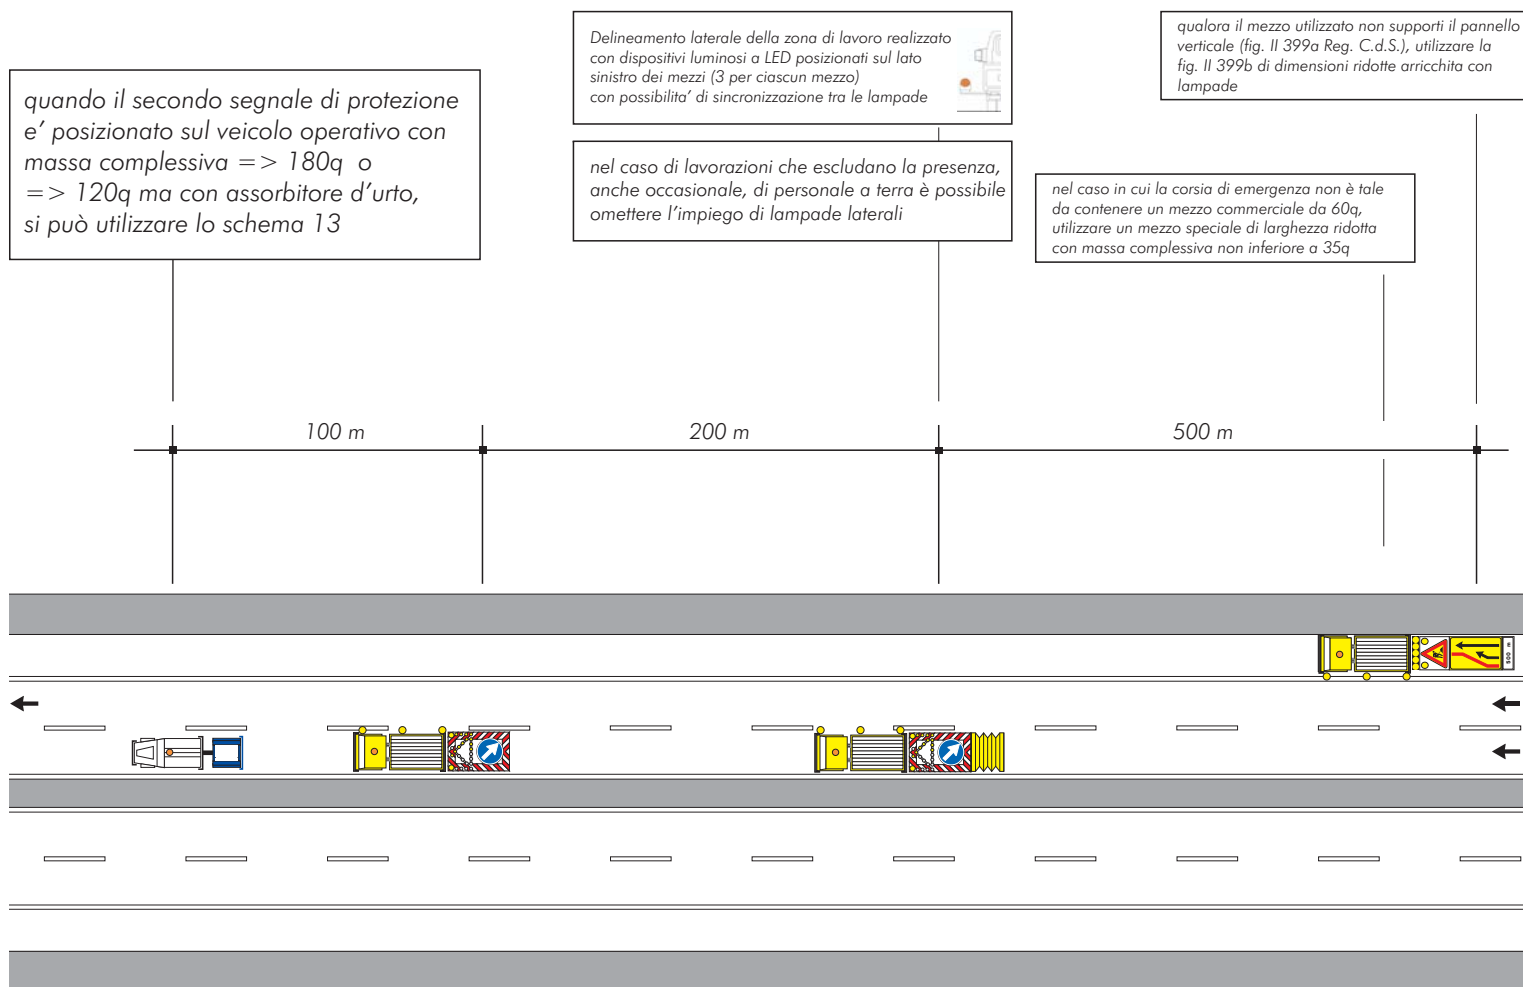 quando il secondo segnale di protezione
e' posizionato sul veicolo operativo con
massa complessiva => 180q o
=> 120q ma con assorbitore d'urto,
si può utilizzare lo schema 13
Delineamento laterale della zona di lavoro realizzato
con dispositivi luminosi a LED posizionati sul lato
sinistro dei mezzi (3 per ciascun mezzo)
con possibilita' di sincronizzazione tra le lampade
nel caso di lavorazioni che escludano la presenza,
anche occasionale, di personale a terra è possibile
omettere l'impiego di lampade laterali
qualora il mezzo utilizzato non supporti il pannello
verticale (fig. II 399a Reg. C.d.S.), utilizzare la
fig. II 399b di dimensioni ridotte arricchita con
lampade
nel caso in cui la corsia di emergenza non è tale
da contenere un mezzo commerciale da 60q,
utilizzare un mezzo speciale di larghezza ridotta
con massa complessiva non inferiore a 35q
100 m
200 m
500 m
500 m